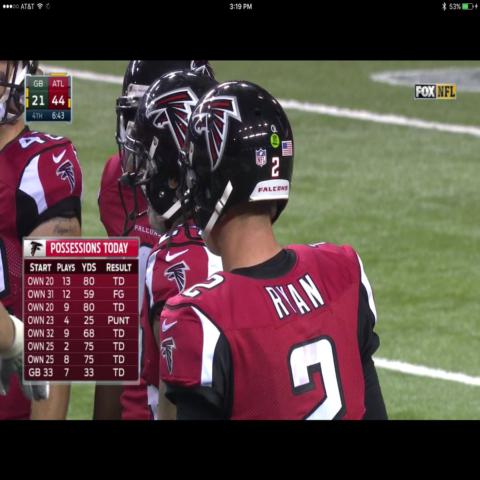 AT&T
3:19 PM
53%
GB ATL
21 44
4TH 6:43
FOX NFL
2
FALCONS
FALCONS
POSSESSIONS TODAY
START PLAYS YDS RESULT
OWN 20 13 80 TD
OWN 31 12 59 FG
OWN 20 9 80 TD
OWN 23 4 25 PUNT
OWN 32 9 68 TD
OWN 25 2 75 TD
OWN 25 8 75 TD
GB 33 7 33 TD
2
RYAN
2